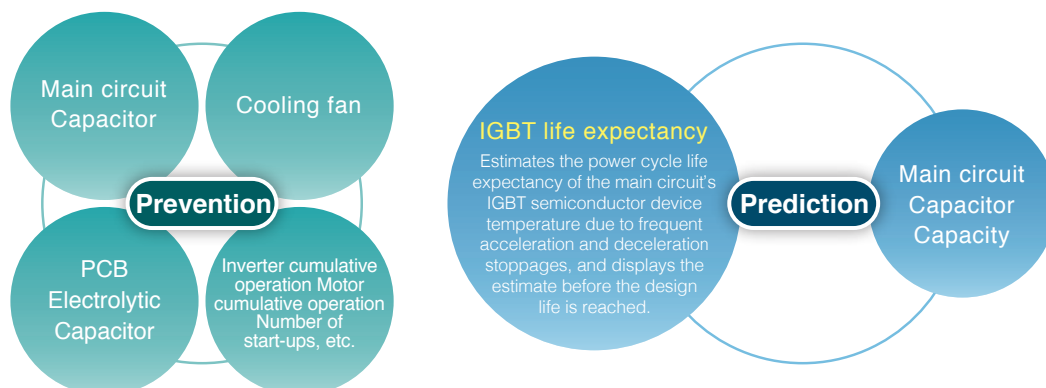 Main circuit
Capacitor
Cooling fan
Prevention
PCB
Electrolytic
Capacitor
Inverter cumulative
operation Motor
cumulative operation
Number of
start-ups, etc.
IGBT life expectancy
Estimates the power cycle life
expectancy of the main circuit's
IGBT semiconductor device
temperature due to frequent
acceleration and deceleration
stoppages, and displays the
estimate before the design
life is reached.
Prediction
Main circuit
Capacitor
Capacity